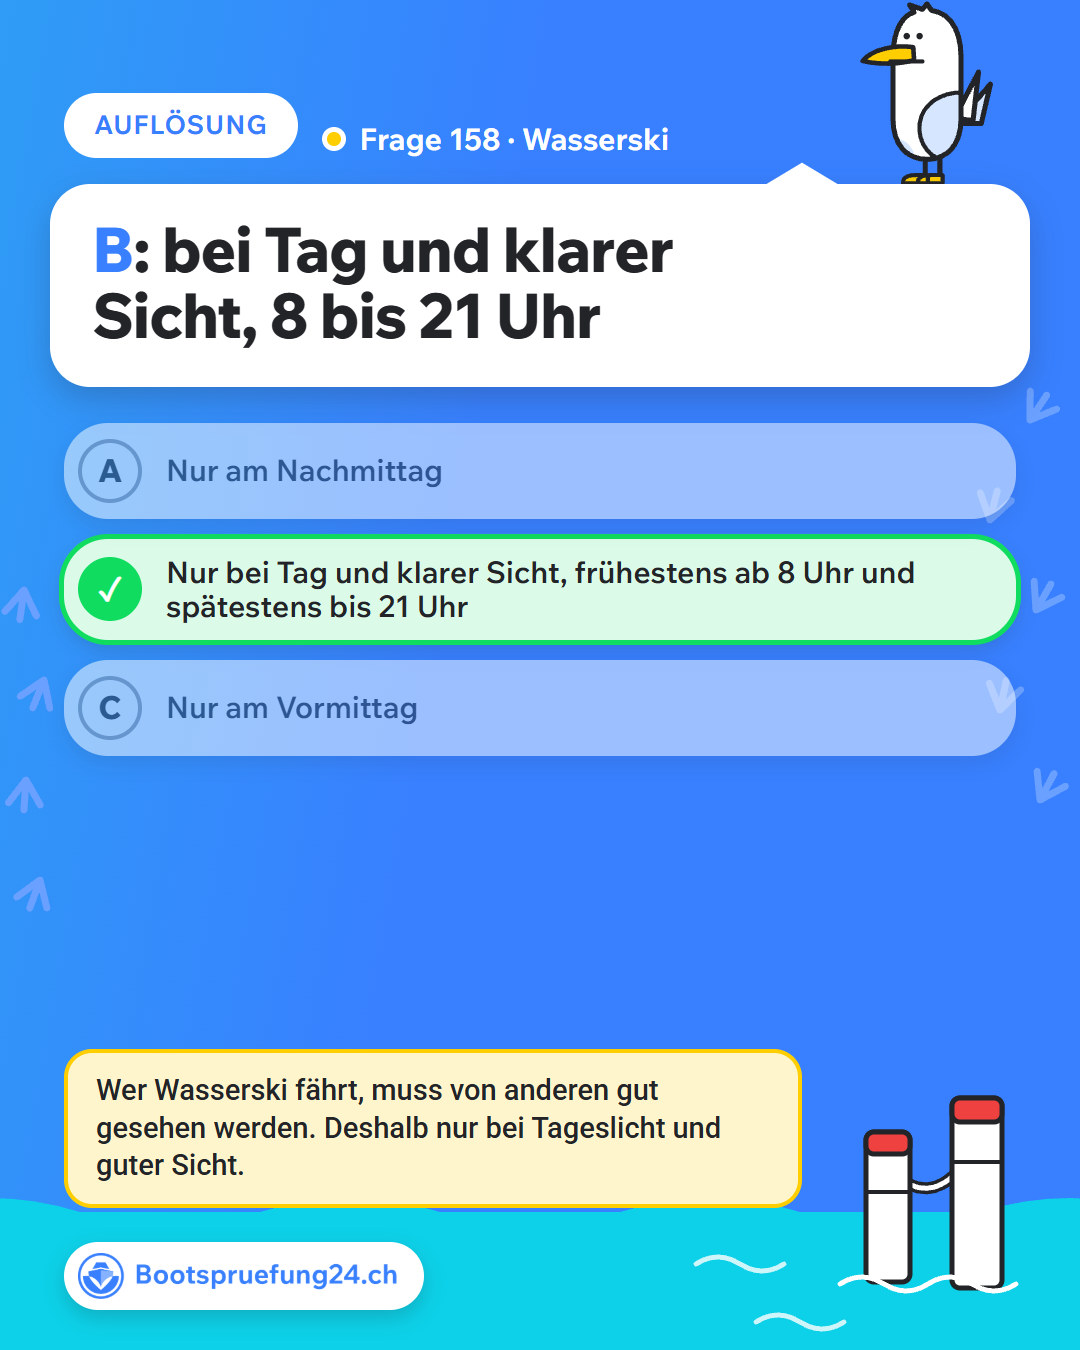 AUFLÖSUNG
Frage 158 · Wasserski
B: bei Tag und klarer
Sicht, 8 bis 21 Uhr
A
Nur am Nachmittag
Nur bei Tag und klarer Sicht, frühestens ab 8 Uhr und
spätestens bis 21 Uhr
C
Nur am Vormittag
Wer Wasserski fährt, muss von anderen gut
gesehen werden. Deshalb nur bei Tageslicht und
guter Sicht.
Bootspruefung24.ch